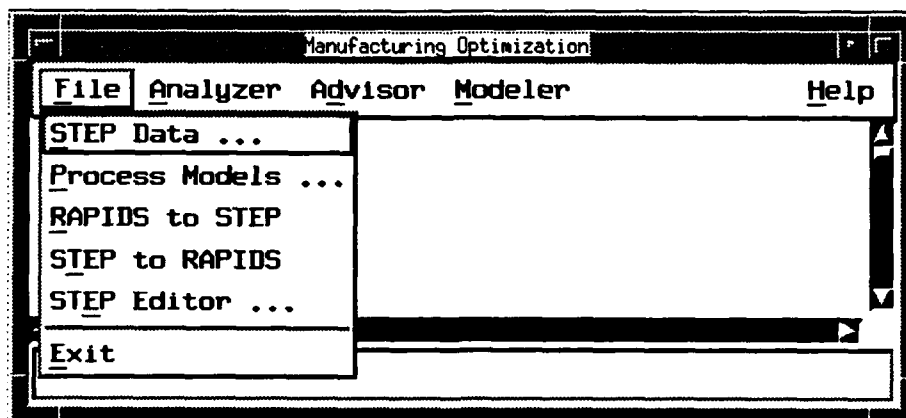 Manufacturing Optimization
File Analyzer Advisor Modeler Help
STEP Data ...
Process Models ...
RAPIDS to STEP
STEP to RAPIDS
STEP Editor ...
Exit